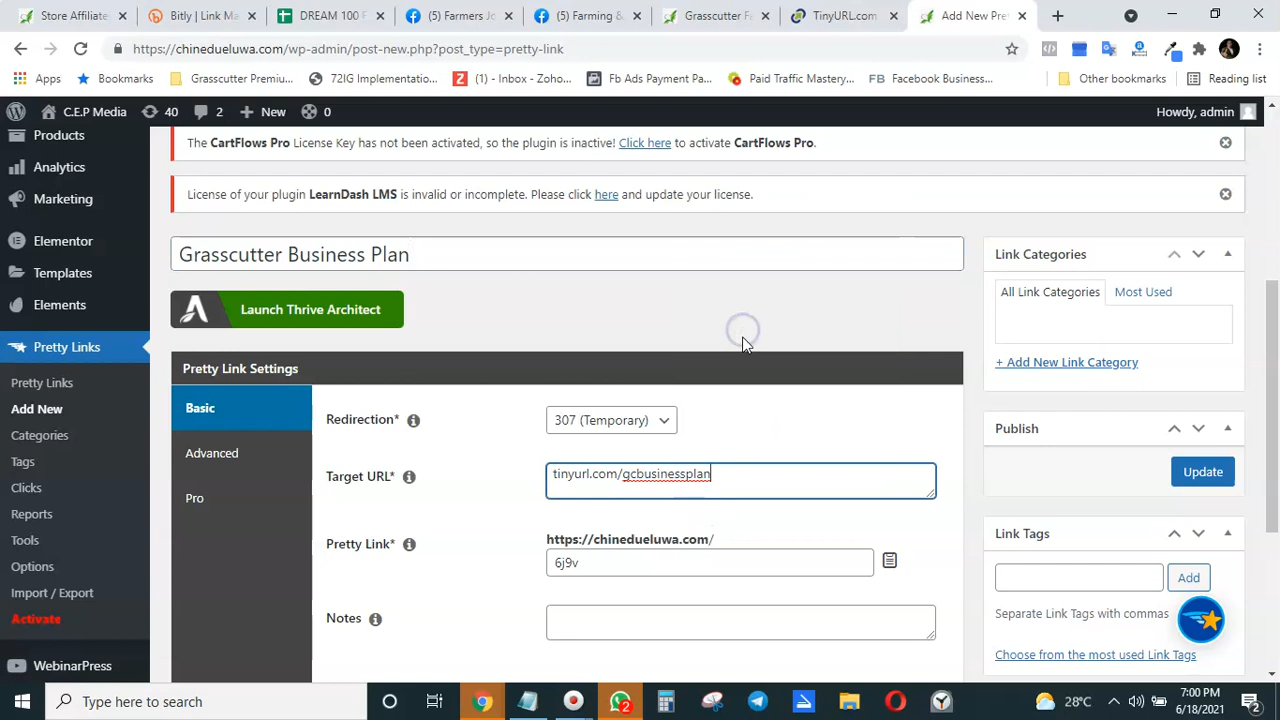 Store Affiliate
Bitly | Link Ma
DREAM 100 F
(5) Farmers Jo
(5) Farming &
Grasscutter F
TinyURL.com
Add New Pre
https://chinedueluwa.com/wp-admin/post-new.php?post_type=pretty-link
Apps
Bookmarks
Grasscutter Premiu...
72IG Implementatio...
(1) - Inbox - Zoho...
Fb Ads Payment Pa...
Paid Traffic Mastery...
FB Facebook Busines...
Other bookmarks
Reading list
C.E.P Media
40
2
New
0
Howdy, admin
Products
Analytics
Marketing
Elementor
Templates
Elements
Pretty Links
Pretty Links
Add New
Categories
Tags
Clicks
Reports
Tools
Options
Import / Export
Activate
WebinarPress
The CartFlows Pro License Key has not been activated, so the plugin is inactive! Click here to activate CartFlows Pro.
License of your plugin LearnDash LMS is invalid or incomplete. Please click here and update your license.
Grasscutter Business Plan
Launch Thrive Architect
Pretty Link Settings
Basic
Advanced
Pro
Redirection*
307 (Temporary)
Target URL*
tinyurl.com/gcbusinessplan
Pretty Link*
https://chinedueluwa.com/
6j9v
Notes
Link Categories
All Link Categories
Most Used
+ Add New Link Category
Publish
Update
Link Tags
Add
Separate Link Tags with commas
Choose from the most used Link Tags
Type here to search
2
28°C
7:00 PM
6/18/2021
2